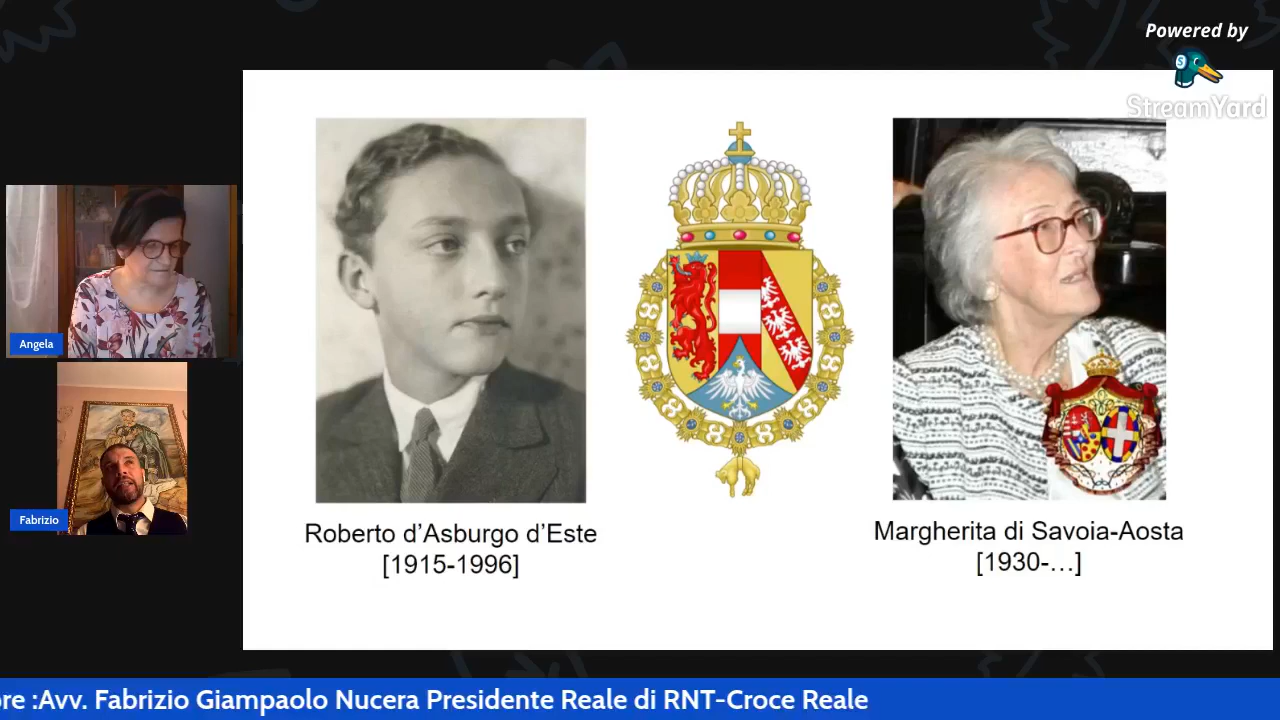 Powered by
StreamYard
Angela
Fabrizio
Roberto d'Asburgo d'Este
[1915-1996]
Margherita di Savoia-Aosta
[1930-…]
re :Avv. Fabrizio Giampaolo Nucera Presidente Reale di RNT-Croce Reale